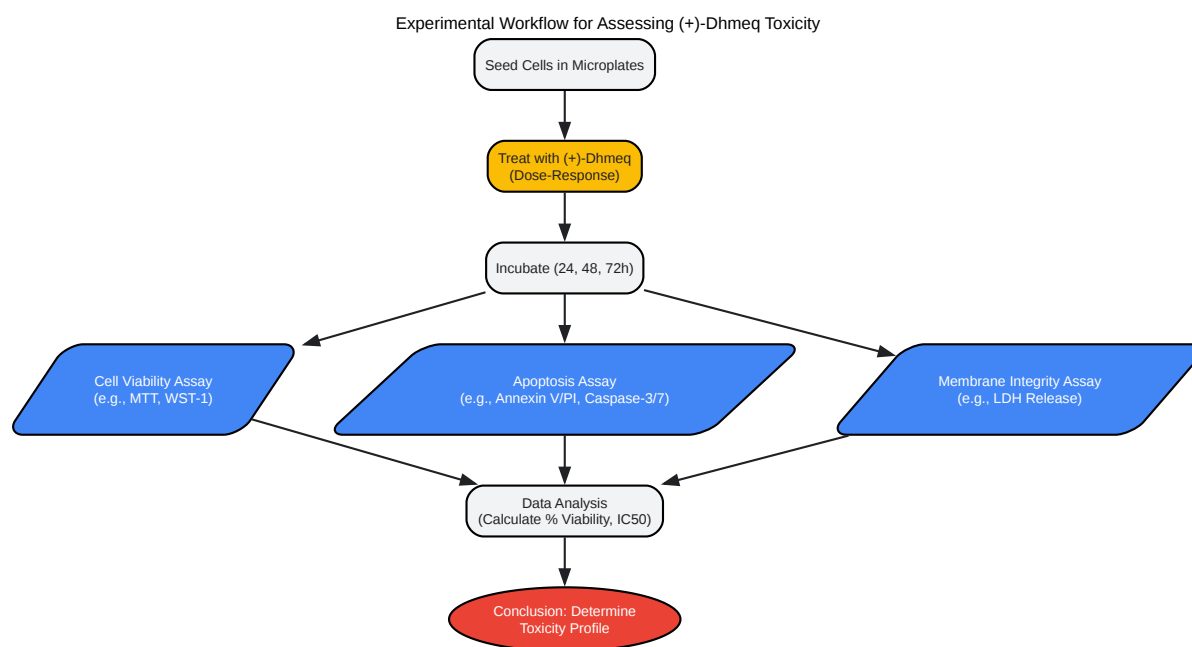 Experimental Workflow for Assessing (+)-Dhmeq Toxicity
Seed Cells in Microplates
Treat with (+)-Dhmeq
(Dose-Response)
Incubate (24, 48, 72h)
Cell Viability Assay
(e.g., MTT, WST-1)
Apoptosis Assay
(e.g., Annexin V/PI, Caspase-3/7)
Membrane Integrity Assay
(e.g., LDH Release)
Data Analysis
(Calculate % Viability, IC50)
Conclusion: Determine
Toxicity Profile